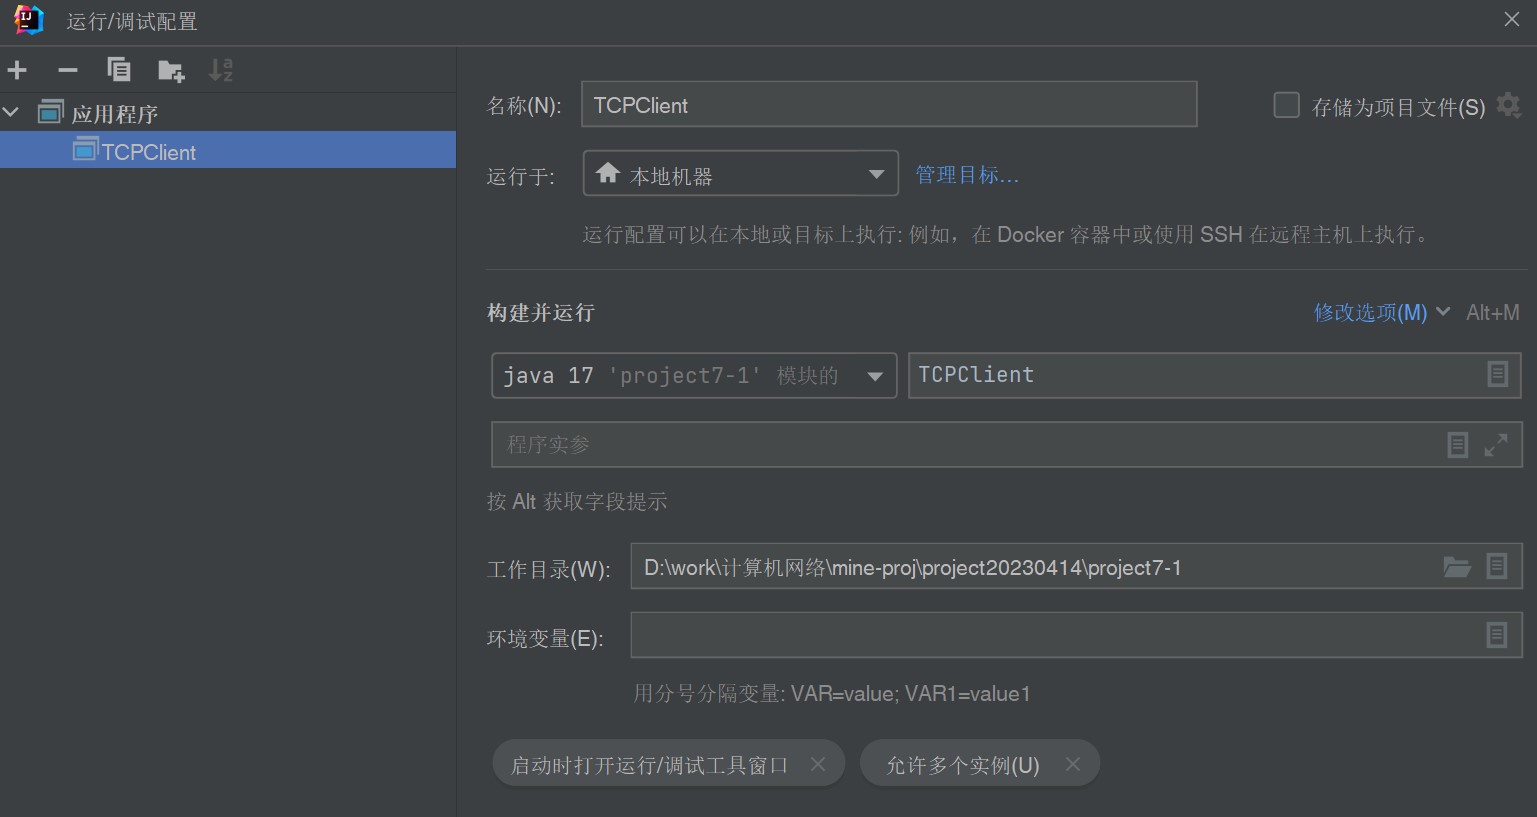 运行/调试配置
应用程序
TCPClient
名称(N): TCPClient 存储为项目文件(S)
运行于: 本地机器 管理目标...
运行配置可以在本地或目标上执行: 例如，在 Docker 容器中或使用 SSH 在远程主机上执行。
构建并运行 修改选项(M) Alt+M
java 17 'project7-1' 模块的 TCPClient
程序实参
按 Alt 获取字段提示
工作目录(W): D:\work\计算机网络\mine-proj\project20230414\project7-1
环境变量(E):
用分号分隔变量: VAR=value; VAR1=value1
启动时打开运行/调试工具窗口 允许多个实例(U)